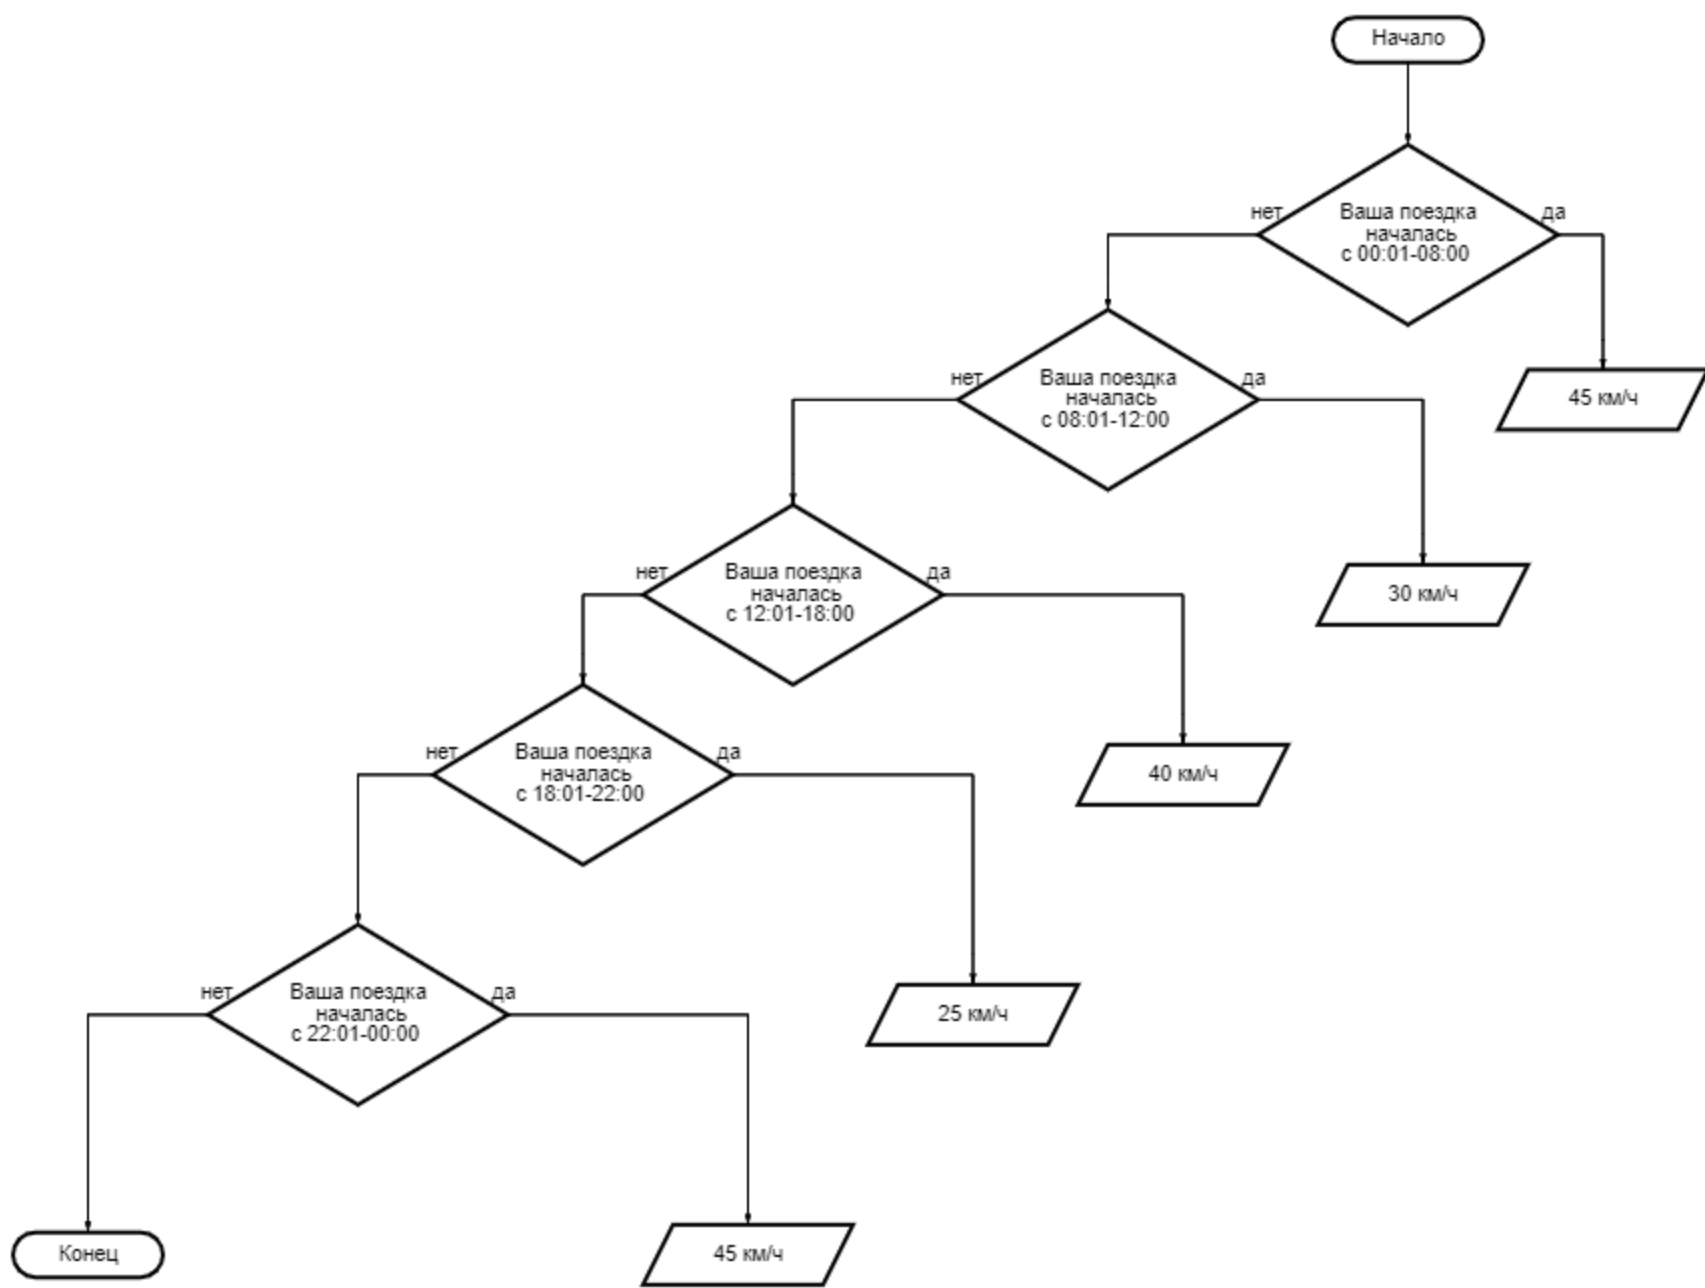 Начало
нет
Ваша поездка
началась
с 00:01-08:00
да
нет
Ваша поездка
началась
с 08:01-12:00
да
45 км/ч
нет
Ваша поездка
началась
с 12:01-18:00
да
30 км/ч
нет
Ваша поездка
началась
с 18:01-22:00
да
40 км/ч
нет
Ваша поездка
началась
с 22:01-00:00
да
25 км/ч
Конец
45 км/ч